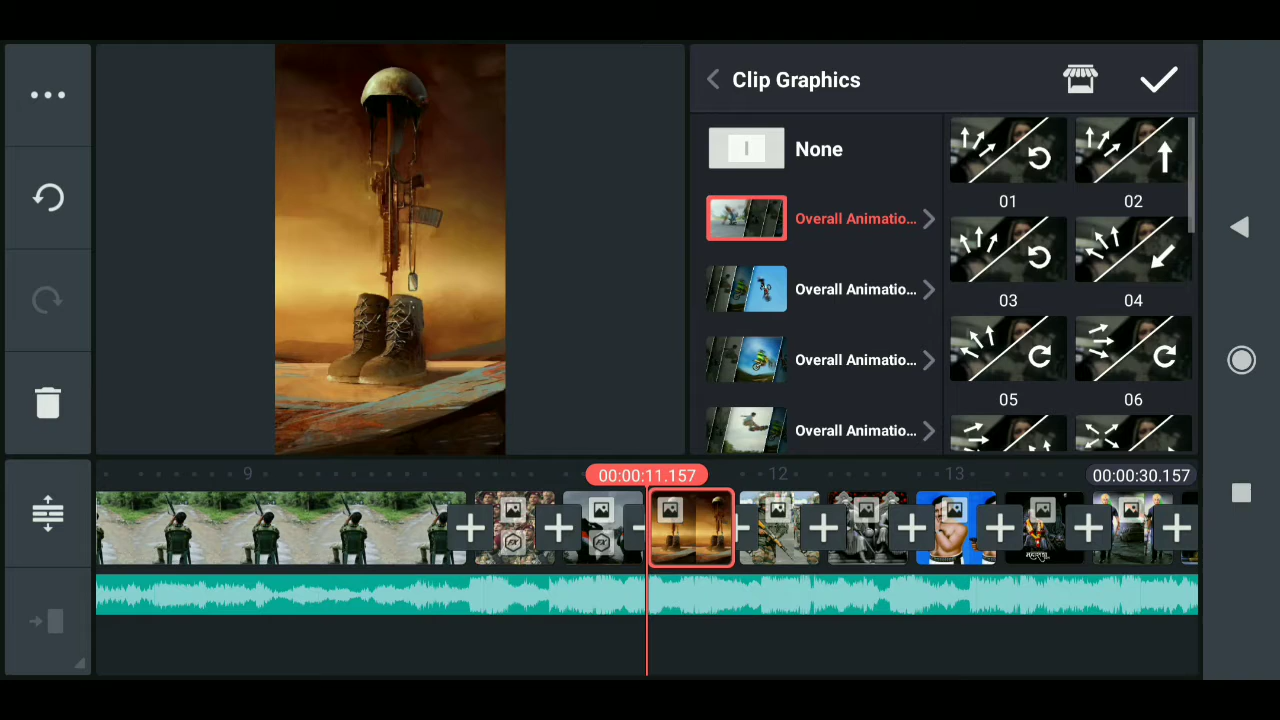 Clip Graphics
None
Overall Animatio...
Overall Animatio...
Overall Animatio...
Overall Animatio...
01
02
03
04
05
06
9
00:00:11.157
12
13
00:00:30.157